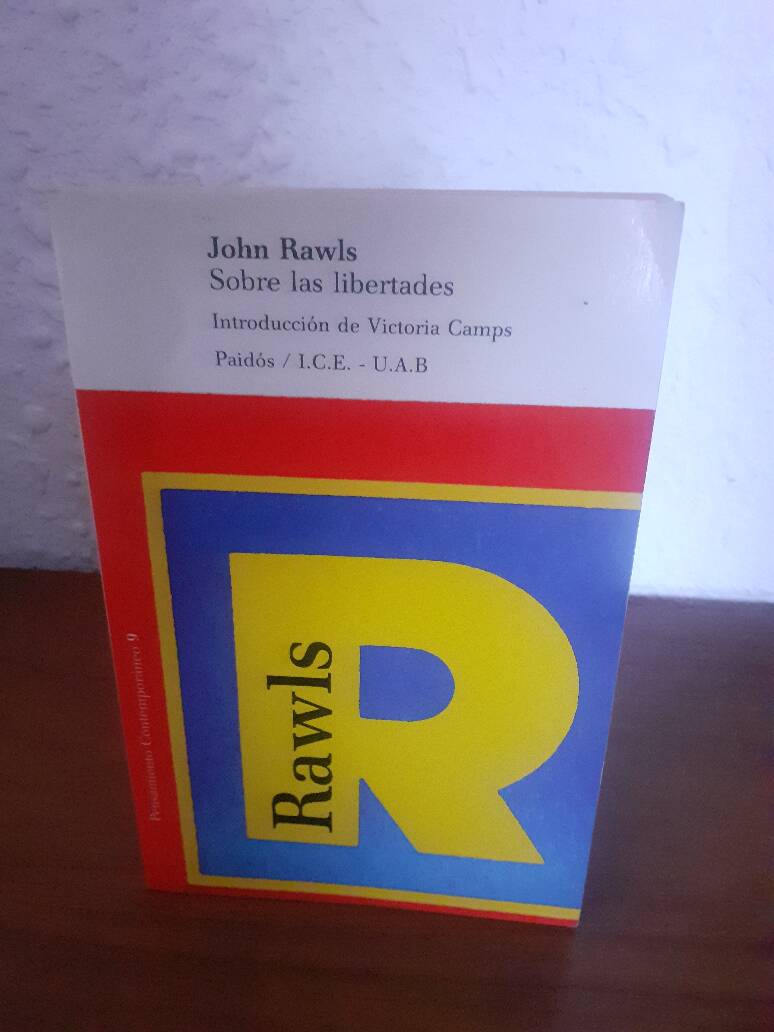 John Rawls
Sobre las libertades
Introducción de Victoria Camps
Paidós / I.C.E. - U.A.B
Pensamiento Contemporáneo 9
Rawls
R